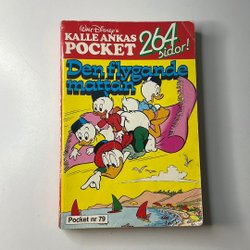 Walt Disney's
KALLE ANKAS
POCKET
264
sidor!
Den flygande
mattan
Pocket nr 79